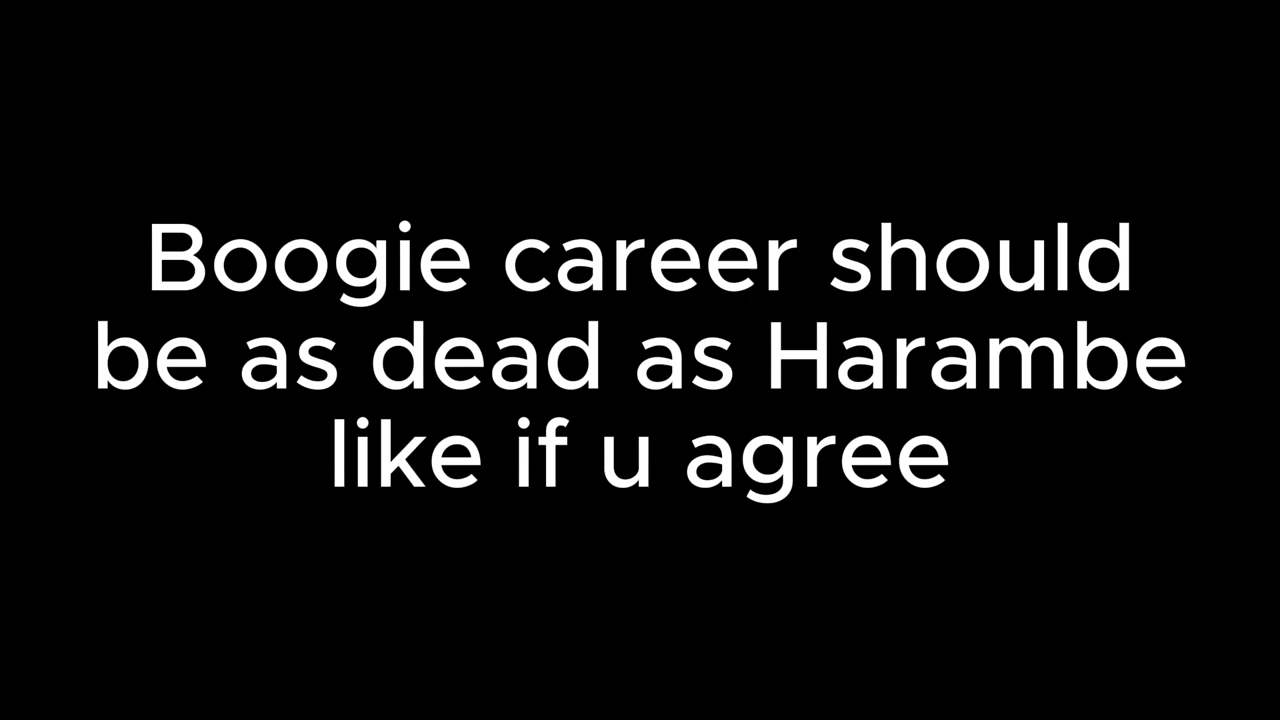 Boogie career should
be as dead as Harambe
like if u agree